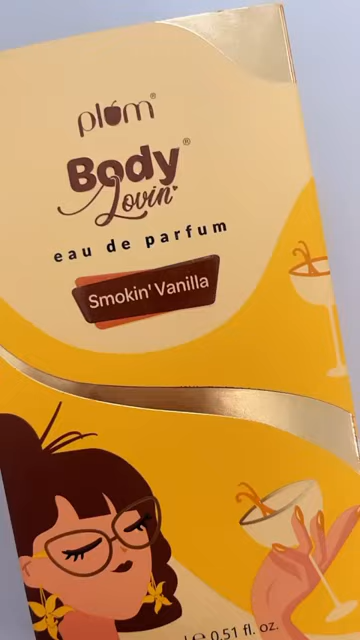 plum®
Body®
Lovin'
eau de parfum
Smokin' Vanilla
℮ 0.51 fl. oz.